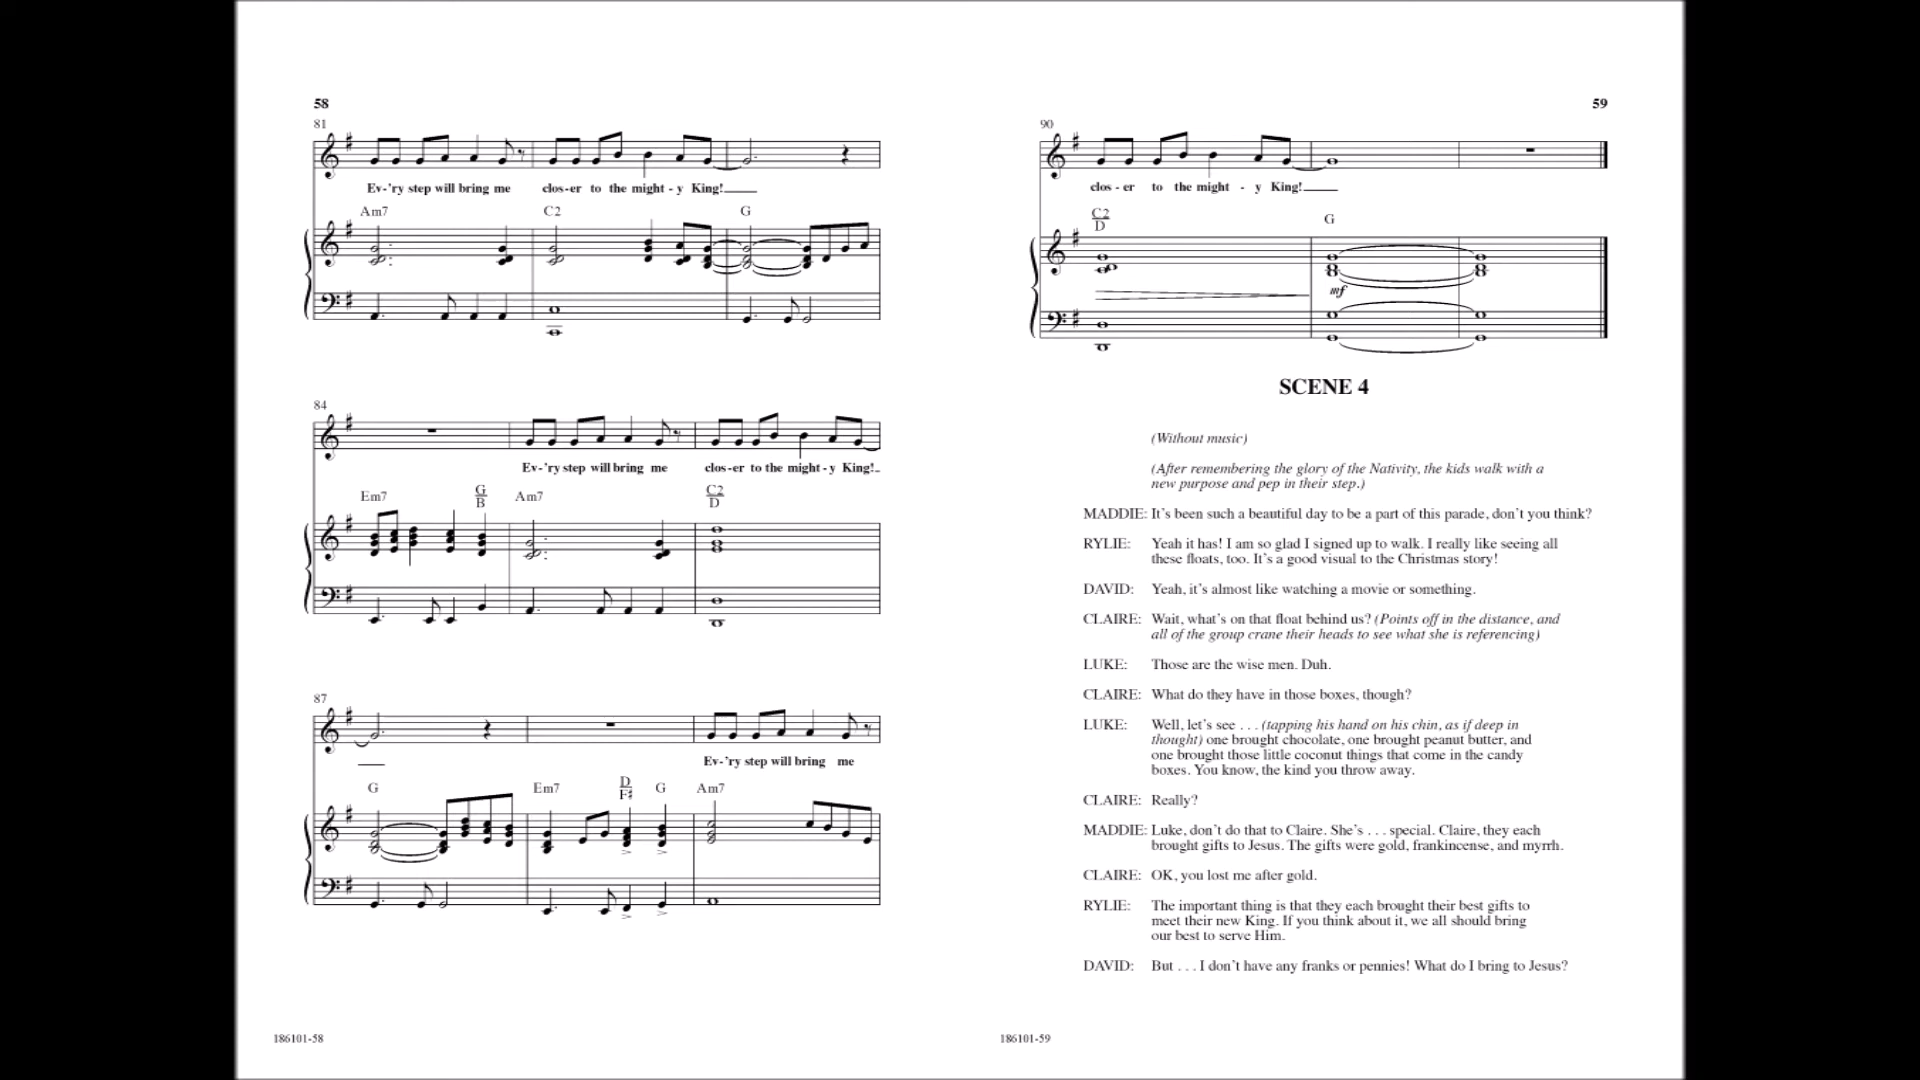 58
81
Ev-'ry step will bring me clos-er to the might-y King!
Am7 C2 G
84
Ev-'ry step will bring me clos-er to the might-y King!
Em7 G/B Am7 C2/D
87
Ev-'ry step will bring me
G Em7 D/F♯ G Am7
186101-58
59
90
clos-er to the might-y King!
C2/D G
mf
SCENE 4
(Without music)
(After remembering the glory of the Nativity, the kids walk with a
new purpose and pep in their step.)
MADDIE: It's been such a beautiful day to be a part of this parade, don't you think?
RYLIE: Yeah it has! I am so glad I signed up to walk. I really like seeing all
these floats, too. It's a good visual to the Christmas story!
DAVID: Yeah, it's almost like watching a movie or something.
CLAIRE: Wait, what's on that float behind us? (Points off in the distance, and
all of the group crane their heads to see what she is referencing)
LUKE: Those are the wise men. Duh.
CLAIRE: What do they have in those boxes, though?
LUKE: Well, let's see . . . (tapping his hand on his chin, as if deep in
thought) one brought chocolate, one brought peanut butter, and
one brought those little coconut things that come in the candy
boxes. You know, the kind you throw away.
CLAIRE: Really?
MADDIE: Luke, don't do that to Claire. She's . . . special. Claire, they each
brought gifts to Jesus. The gifts were gold, frankincense, and myrrh.
CLAIRE: OK, you lost me after gold.
RYLIE: The important thing is that they each brought their best gifts to
meet their new King. If you think about it, we all should bring
our best to serve Him.
DAVID: But . . . I don't have any franks or pennies! What do I bring to Jesus?
186101-59